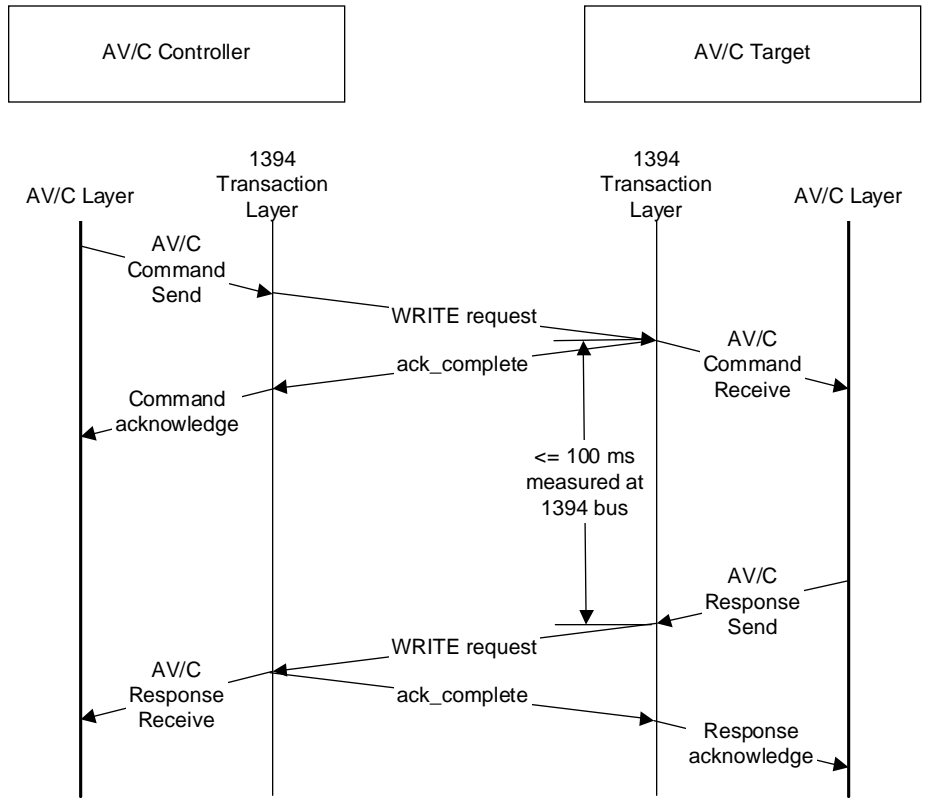 AV/C Controller
AV/C Target
AV/C Layer
1394
Transaction
Layer
1394
Transaction
Layer
AV/C Layer
AV/C
Command
Send
WRITE request
AV/C
Command
Receive
ack_complete
Command
acknowledge
<= 100 ms
measured at
1394 bus
AV/C
Response
Send
WRITE request
AV/C
Response
Receive
ack_complete
Response
acknowledge